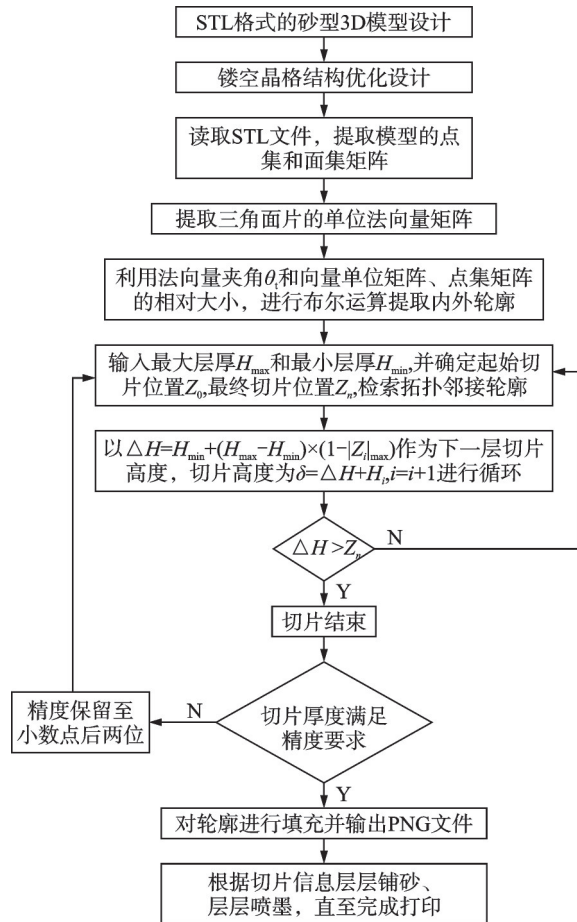 STL格式的砂型3D模型设计
镂空晶格结构优化设计
读取STL文件，提取模型的点
集和面集矩阵
提取三角面片的单位法向量矩阵
利用法向量夹角θt和向量单位矩阵、点集矩阵
的相对大小，进行布尔运算提取内外轮廓
输入最大层厚Hmax和最小层厚Hmin,并确定起始切
片位置Z0,最终切片位置Zn,检索拓扑邻接轮廓
以△H=Hmin+(Hmax−Hmin)×(1-|Zi|max)作为下一层切片
高度，切片高度为δ=△H+Hi,i=i+1进行循环
△H>Zn
N
Y
切片结束
切片厚度满足
精度要求
N
精度保留至
小数点后两位
Y
对轮廓进行填充并输出PNG文件
根据切片信息层层铺砂、
层层喷墨，直至完成打印